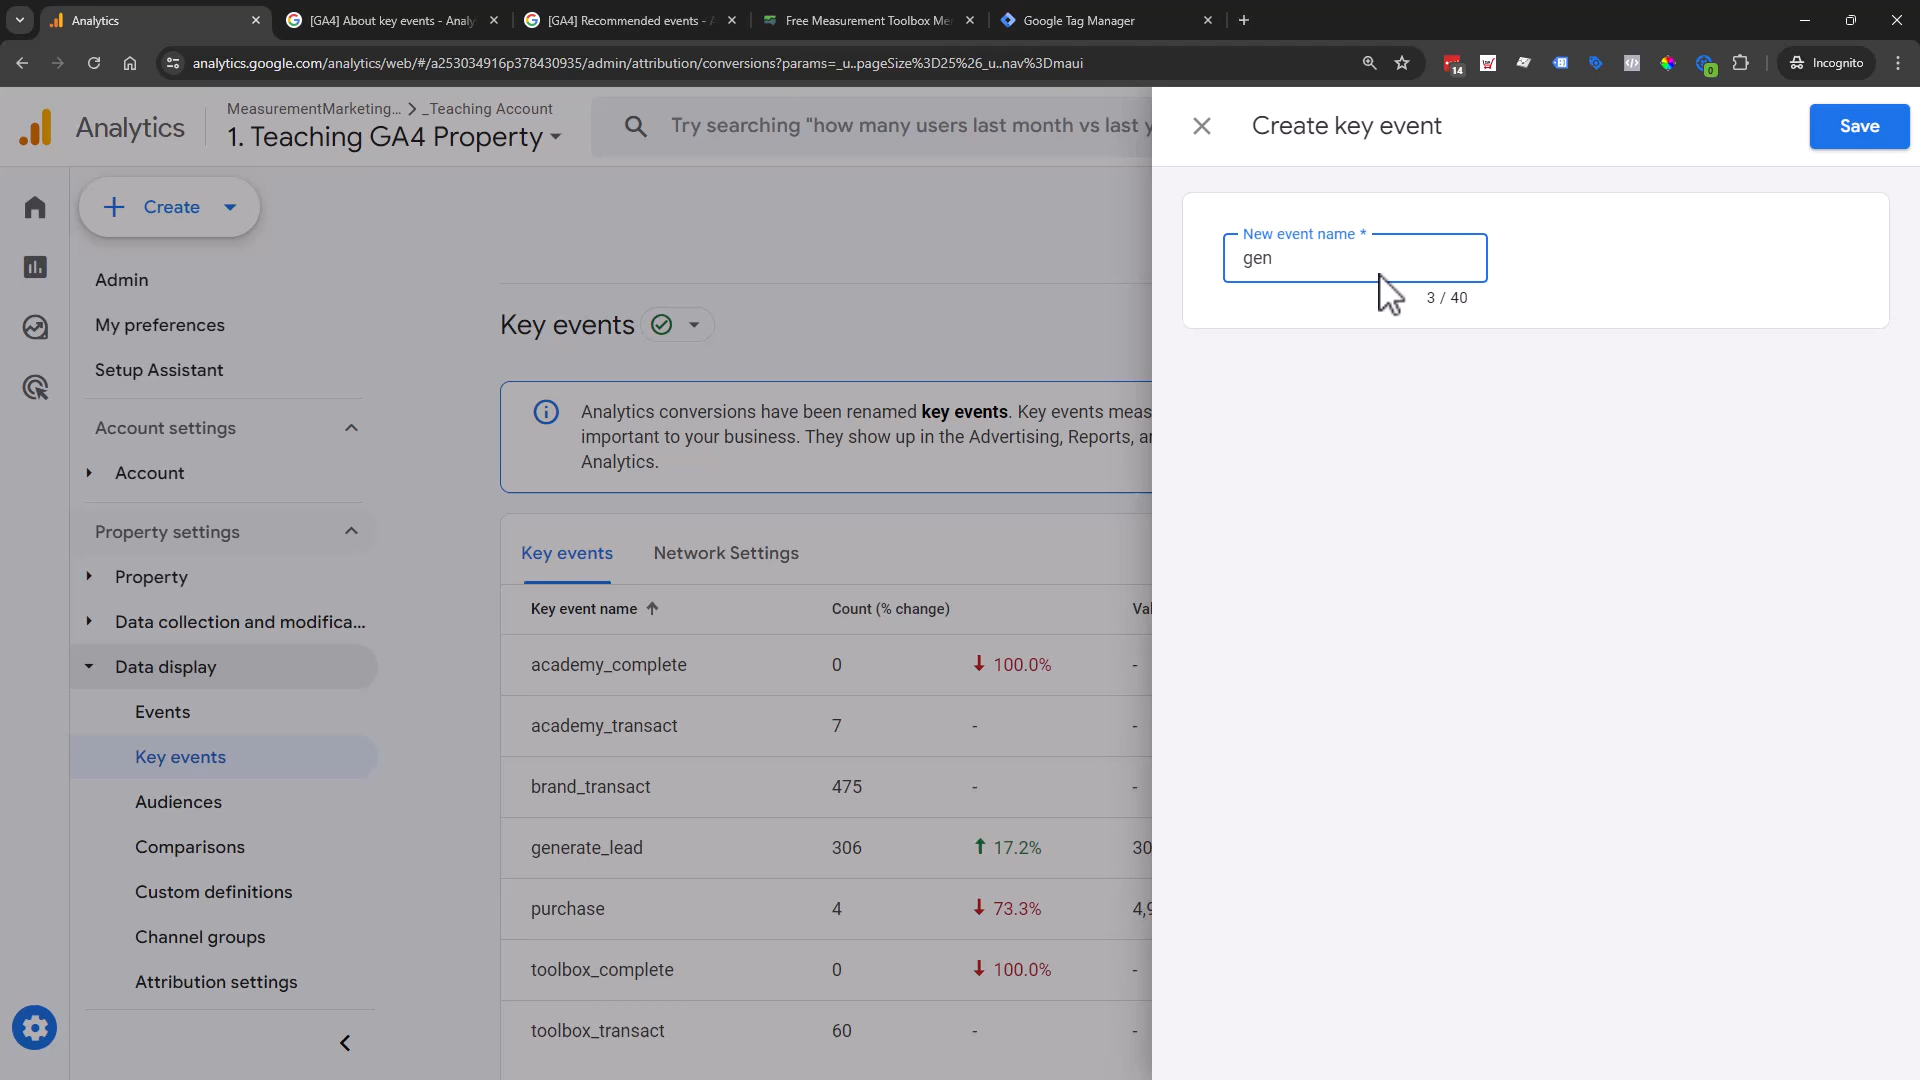 Analytics
[GA4] About key events - Analy
[GA4] Recommended events - A
Free Measurement Toolbox Me
Google Tag Manager
analytics.google.com/analytics/web/#/a253034916p378430935/admin/attribution/conversions?params=_u..pageSize%3D25%26_u..nav%3Dmaui
14
0
Incognito
Analytics
MeasurementMarketing... > _Teaching Account
1. Teaching GA4 Property
Try searching "how many users last month vs last y
Create key event
Save
Create
New event name *
gen
3 / 40
Admin
My preferences
Setup Assistant
Account settings
Account
Property settings
Property
Data collection and modifica...
Data display
Events
Key events
Audiences
Comparisons
Custom definitions
Channel groups
Attribution settings
Key events
Analytics conversions have been renamed key events. Key events meas
important to your business. They show up in the Advertising, Reports, ar
Analytics.
Key events Network Settings
Key event name Count (% change) Val
academy_complete 0 100.0% -
academy_transact 7 - -
brand_transact 475 - -
generate_lead 306 17.2% 30
purchase 4 73.3% 4,9
toolbox_complete 0 100.0% -
toolbox_transact 60 - -